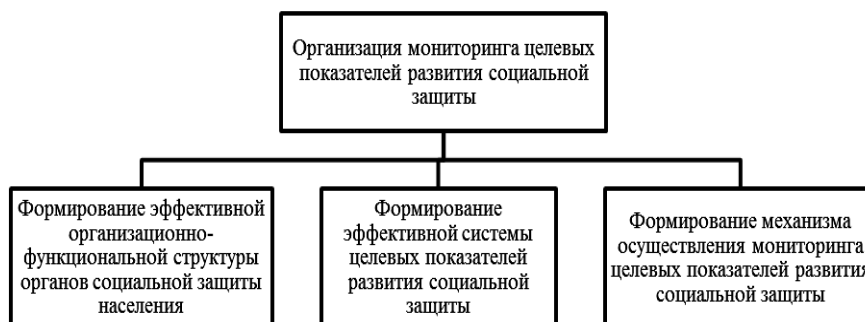 Организация мониторинга целевых
показателей развития социальной
защиты
Формирование эффективной
организационно-
функциональной структуры
органов социальной защиты
населения
Формирование
эффективной системы
целевых показателей
развития социальной
защиты
Формирование механизма
осуществления мониторинга
целевых показателей развития
социальной защиты